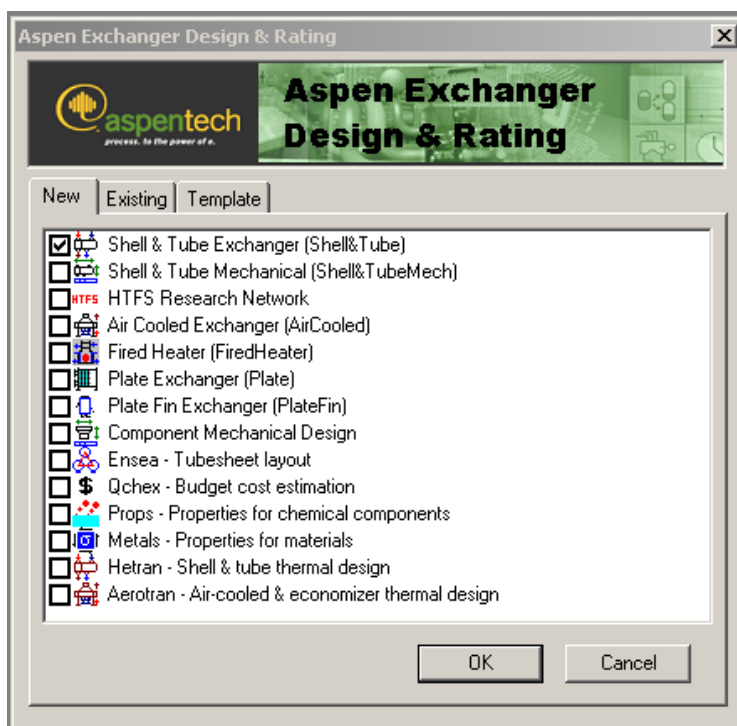 Aspen Exchanger Design & Rating
aspentech
process. to the power of e.
Aspen Exchanger
Design & Rating
New Existing Template
Shell & Tube Exchanger (Shell&Tube)
Shell & Tube Mechanical (Shell&TubeMech)
HTFS HTFS Research Network
Air Cooled Exchanger (AirCooled)
Fired Heater (FiredHeater)
Plate Exchanger (Plate)
Plate Fin Exchanger (PlateFin)
Component Mechanical Design
Ensea - Tubesheet layout
$ Qchex - Budget cost estimation
Props - Properties for chemical components
Metals - Properties for materials
Hetran - Shell & tube thermal design
Aerotran - Air-cooled & economizer thermal design
OK Cancel